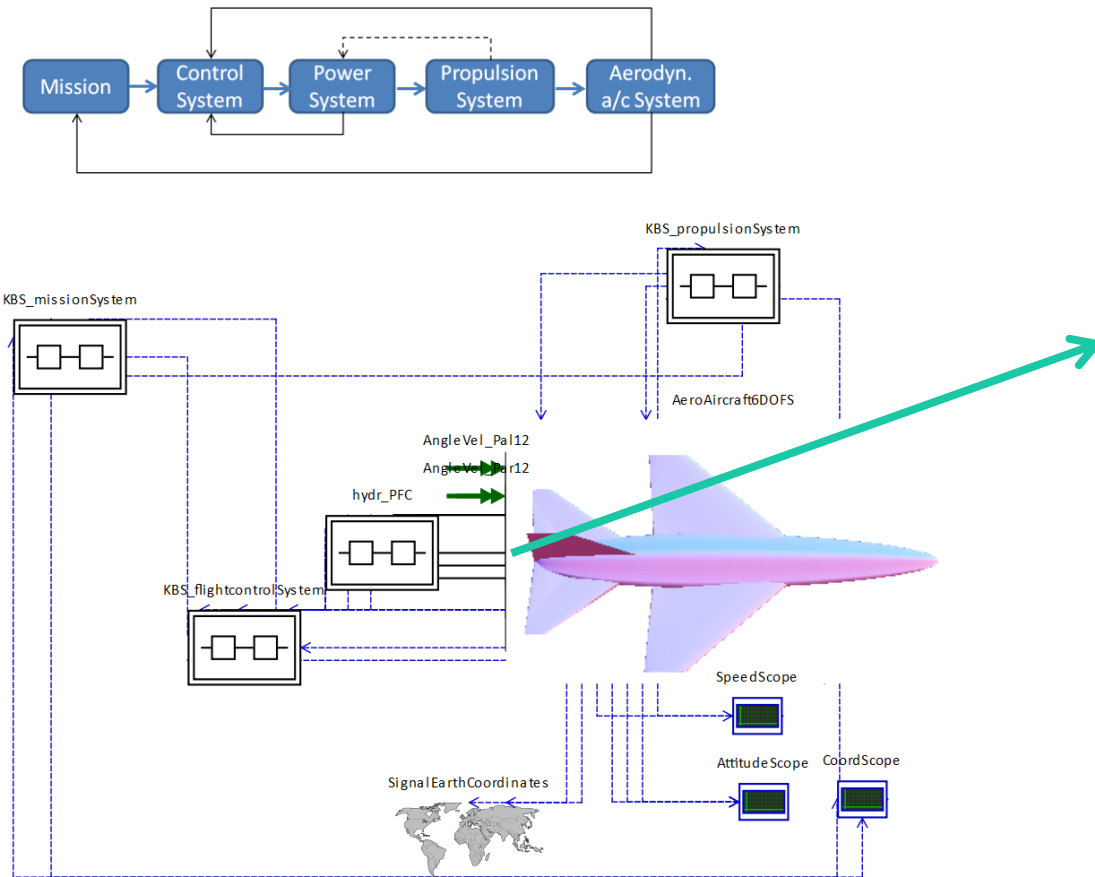 Mission
Control
System
Power
System
Propulsion
System
Aerodyn.
a/c System
KBS_propulsionSystem
KBS_missionSystem
AeroAircraft6DOFS
AngleVel_Pal12
AngleVel_Par12
hydr_PFC
KBS_flightcontrolSystem
SpeedScope
AttitudeScope
CoordScope
SignalEarthCoordinates